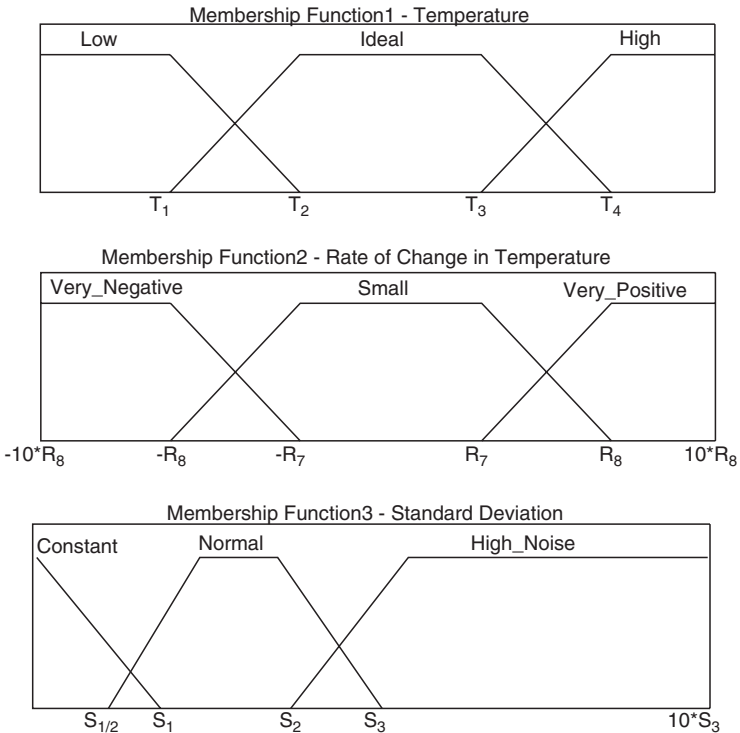 Membership Function1 - Temperature
Low Ideal High
T1 T2 T3 T4
Membership Function2 - Rate of Change in Temperature
Very_Negative Small Very_Positive
-10*R8 -R8 -R7 R7 R8 10*R8
Membership Function3 - Standard Deviation
Constant Normal High_Noise
S1/2 S1 S2 S3 10*S3